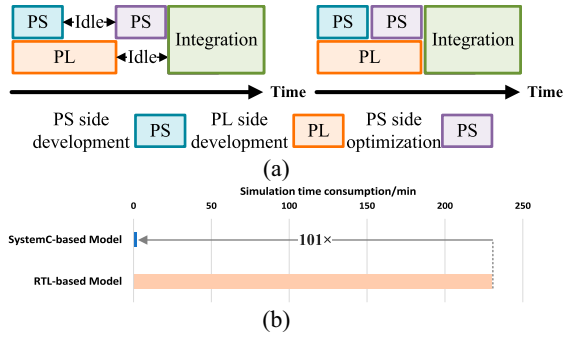 PS Idle PS Integration
PL Idle
Time
PS PS Integration
PL
Time
PS side development PS
PL side development PL
PS side optimization PS
(a)
Simulation time consumption/min
0 50 100 150 200 250
SystemC-based Model
101×
RTL-based Model
(b)